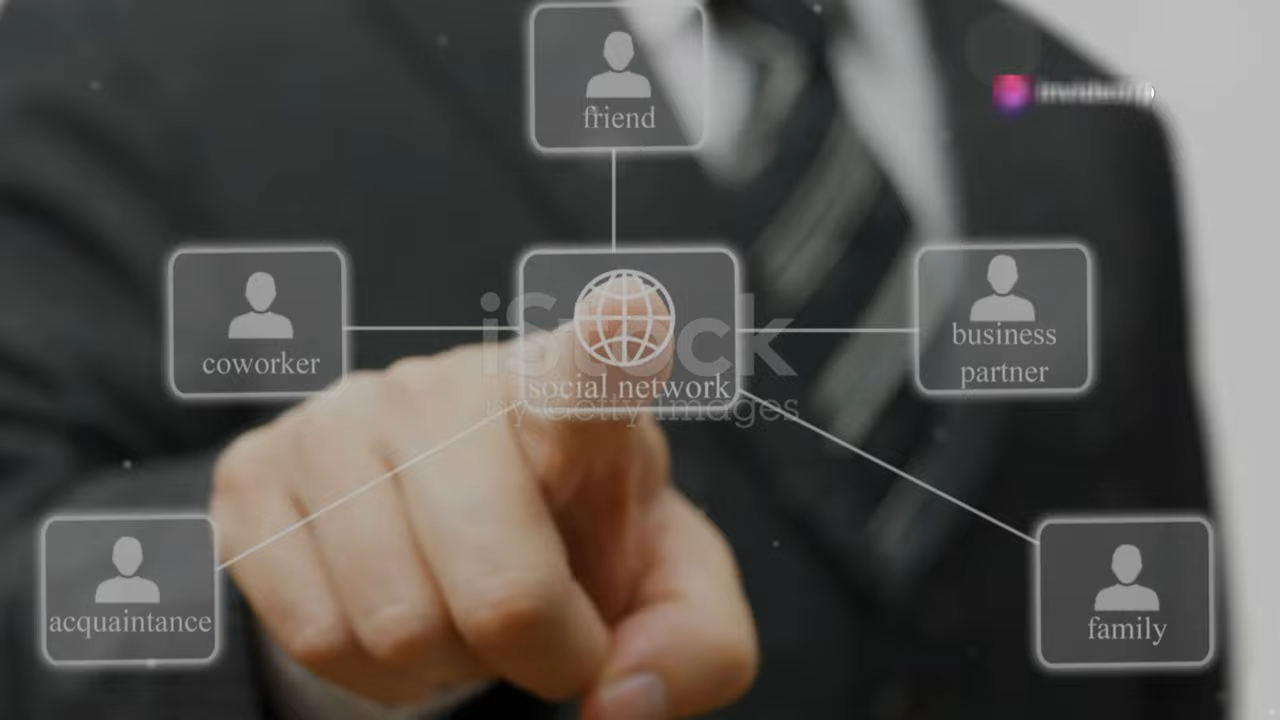 friend
coworker
social network
business
partner
iStock
by Getty Images
acquaintance
family